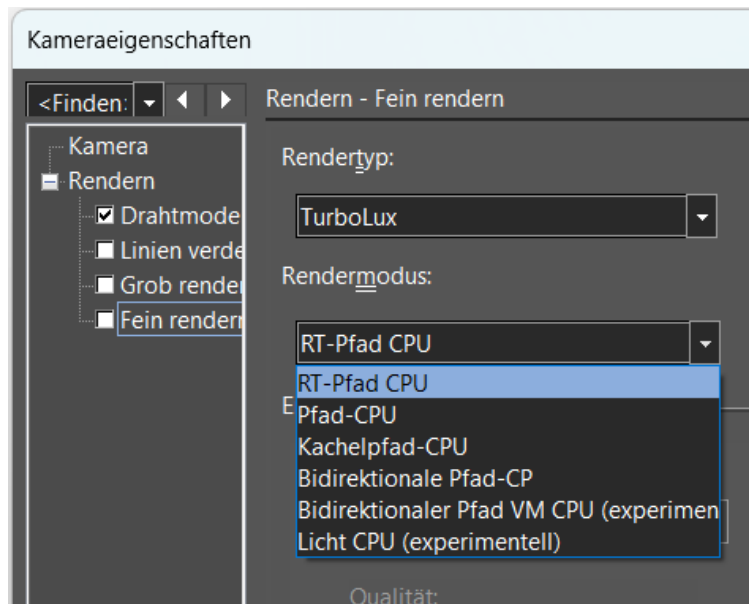 Kameraeigenschaften
<Finden:
Rendern - Fein rendern
Kamera
Rendern
Drahtmode
Linien verde
Grob render
Fein rendern
Rendertyp:
TurboLux
Rendermodus:
RT-Pfad CPU
RT-Pfad CPU
Pfad-CPU
Kachelpfad-CPU
Bidirektionale Pfad-CP
Bidirektionaler Pfad VM CPU (experimen
Licht CPU (experimentell)
E
Qualität: